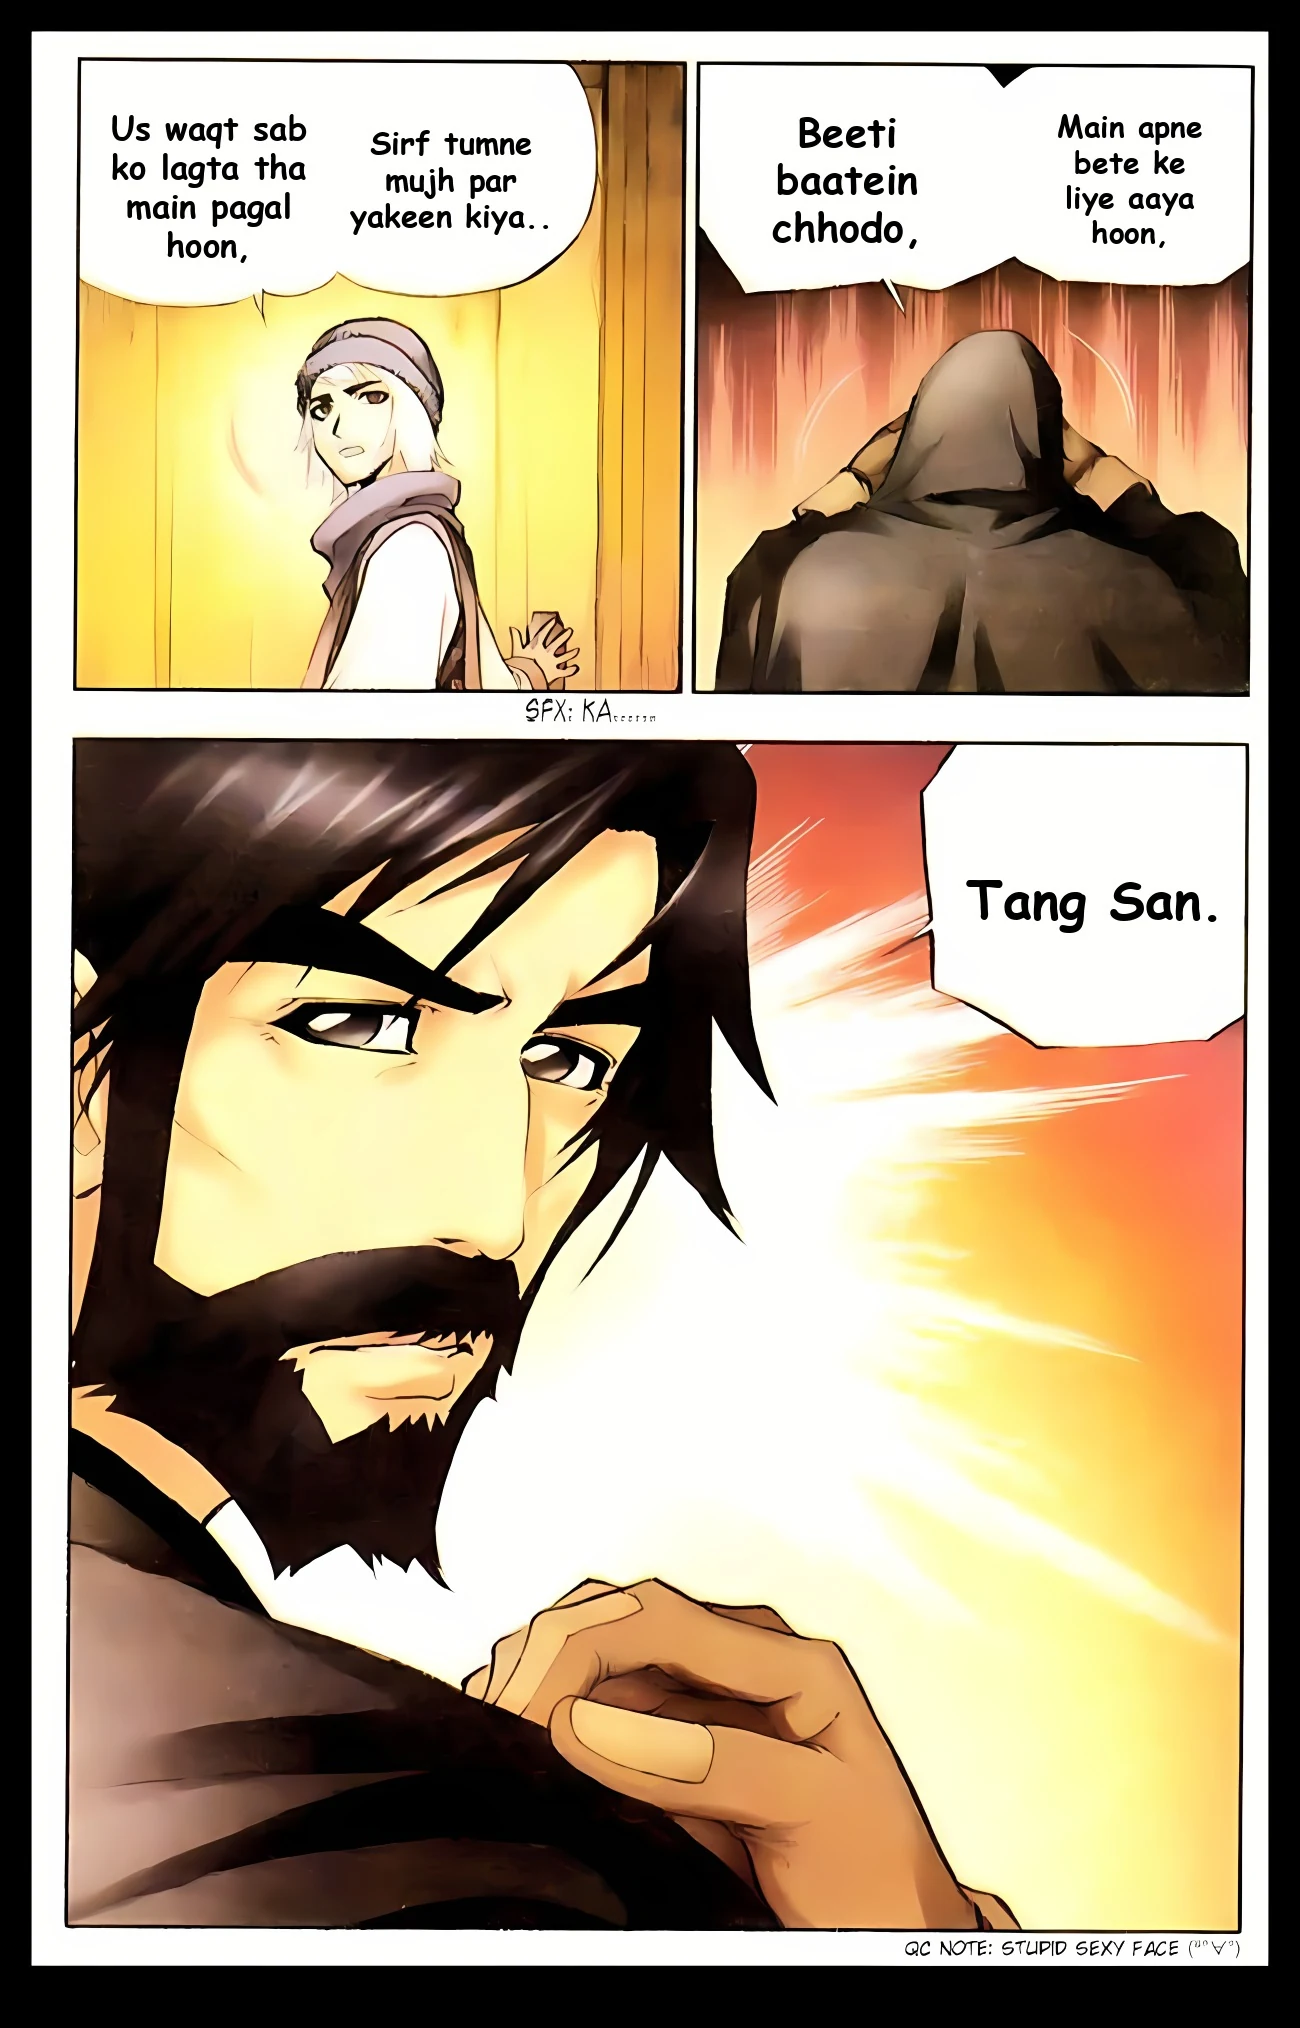 Us waqt sab
ko lagta tha
main pagal
hoon,
Sirf tumne
mujh par
yakeen kiya..
Beeti
baatein
chhodo,
Main apne
bete ke
liye aaya
hoon,
SFX: KA
Tang San.
QC NOTE: STUPID SEXY FACE